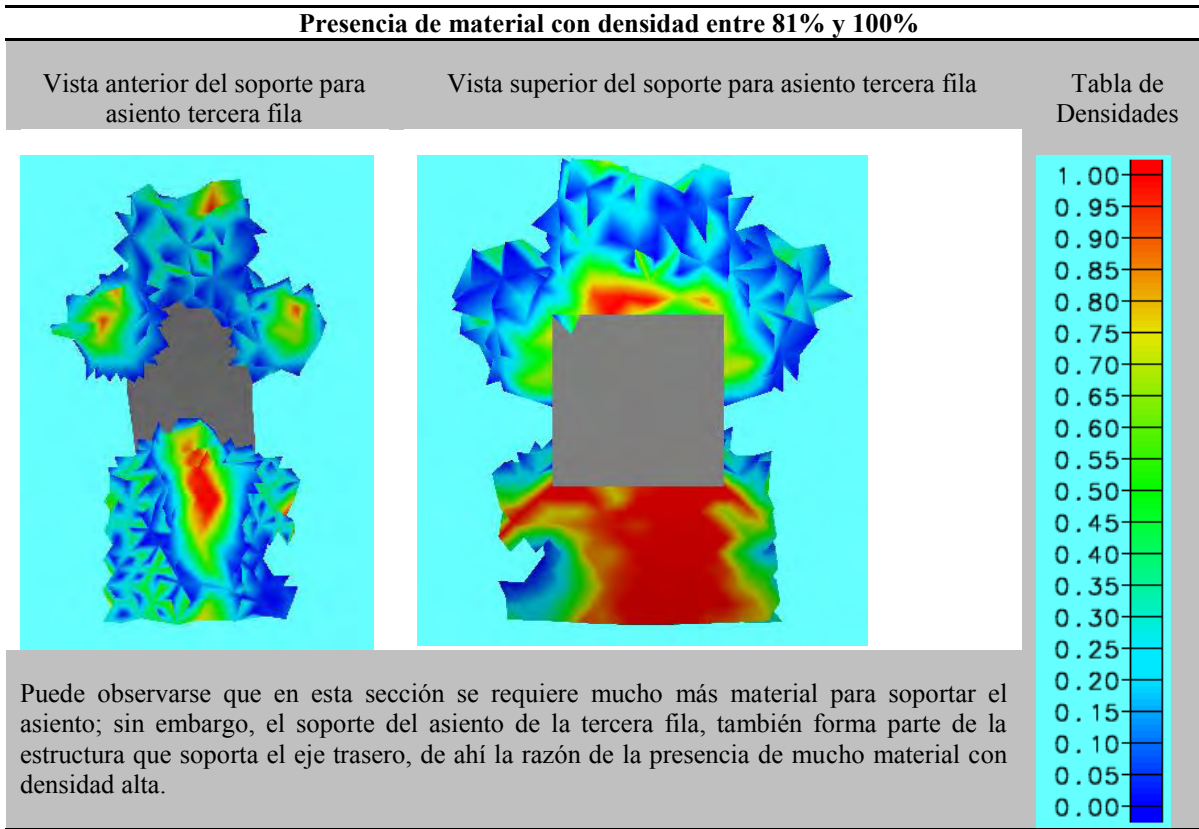 Presencia de material con densidad entre 81% y 100%
Vista anterior del soporte para
asiento tercera fila
Vista superior del soporte para asiento tercera fila
Tabla de
Densidades
1.00
0.95
0.90
0.85
0.80
0.75
0.70
0.65
0.60
0.55
0.50
0.45
0.40
0.35
0.30
0.25
0.20
0.15
0.10
0.05
0.00
Puede observarse que en esta sección se requiere mucho más material para soportar el
asiento; sin embargo, el soporte del asiento de la tercera fila, también forma parte de la
estructura que soporta el eje trasero, de ahí la razón de la presencia de mucho material con
densidad alta.